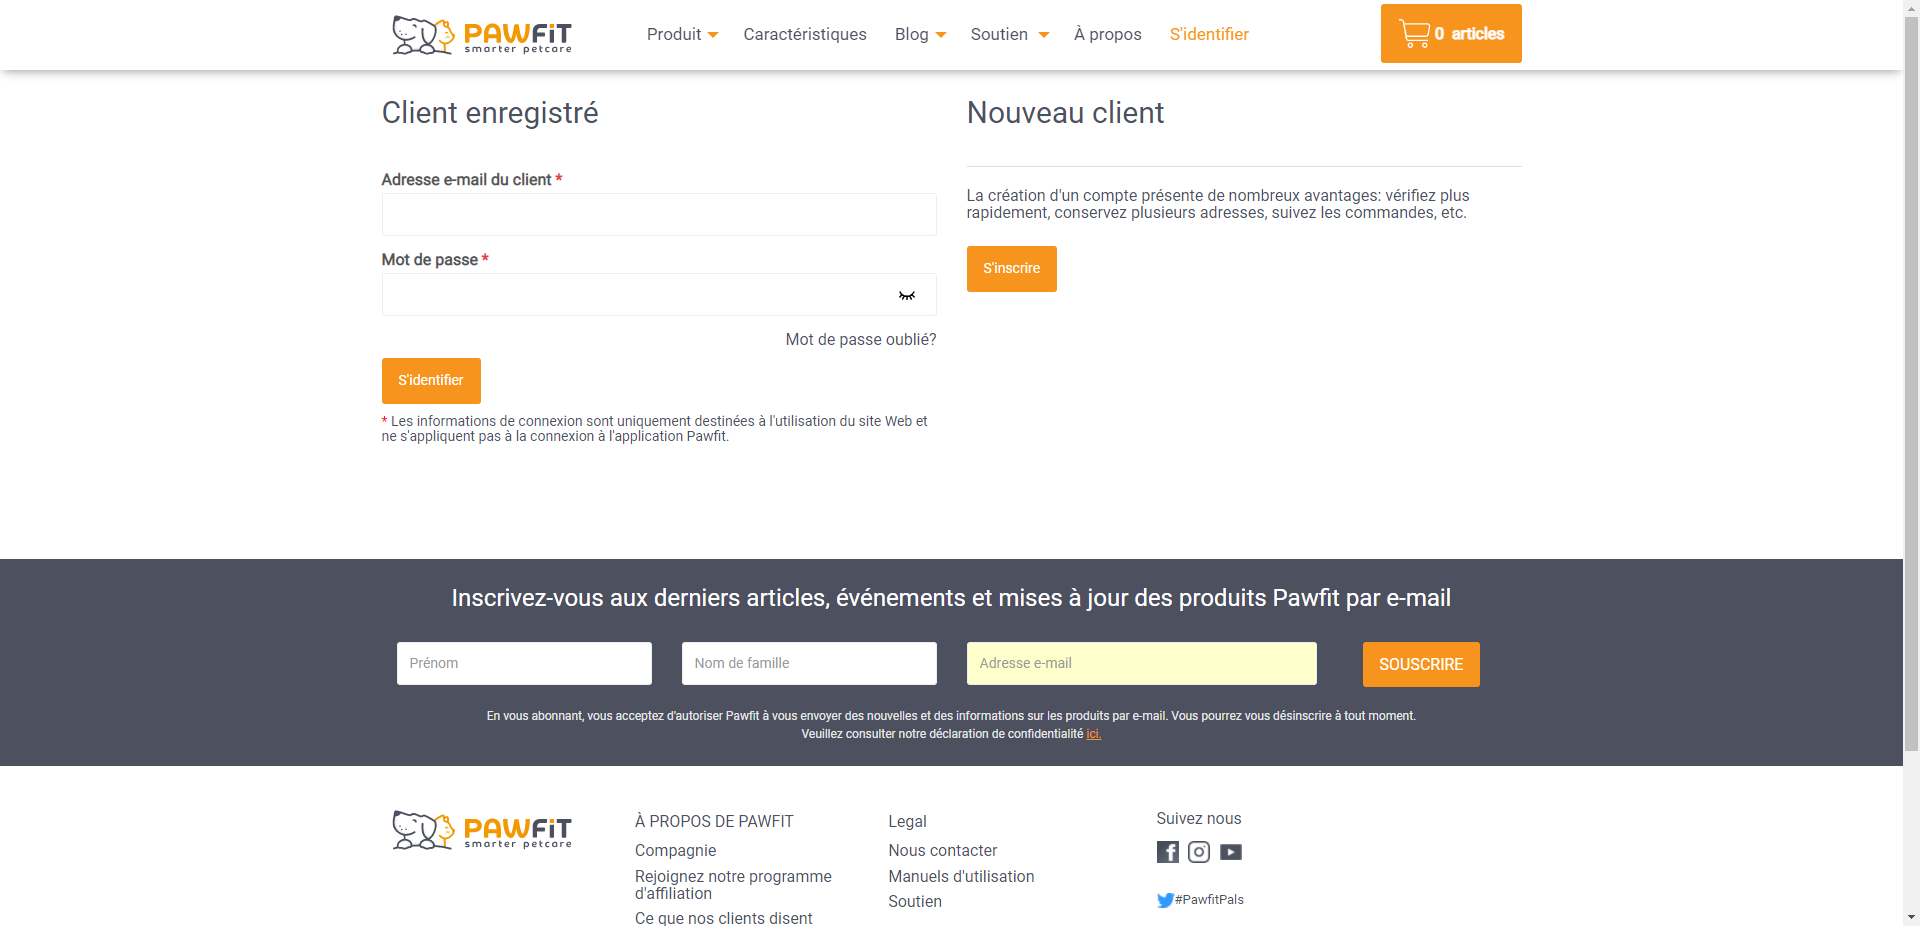 PAWFIT
smarter petcare
Produit
Caractéristiques
Blog
Soutien
À propos
S'identifier
0 articles
Client enregistré
Adresse e-mail du client *
Mot de passe *
Mot de passe oublié?
S'identifier
* Les informations de connexion sont uniquement destinées à l'utilisation du site Web et
ne s'appliquent pas à la connexion à l'application Pawfit.
Nouveau client
La création d'un compte présente de nombreux avantages: vérifiez plus
rapidement, conservez plusieurs adresses, suivez les commandes, etc.
S'inscrire
Inscrivez-vous aux derniers articles, événements et mises à jour des produits Pawfit par e-mail
Prénom
Nom de famille
Adresse e-mail
SOUSCRIRE
En vous abonnant, vous acceptez d'autoriser Pawfit à vous envoyer des nouvelles et des informations sur les produits par e-mail. Vous pourrez vous désinscrire à tout moment.
Veuillez consulter notre déclaration de confidentialité ici.
PAWFIT
smarter petcare
À PROPOS DE PAWFIT
Compagnie
Rejoignez notre programme
d'affiliation
Ce que nos clients disent
Legal
Nous contacter
Manuels d'utilisation
Soutien
Suivez nous
#PawfitPals